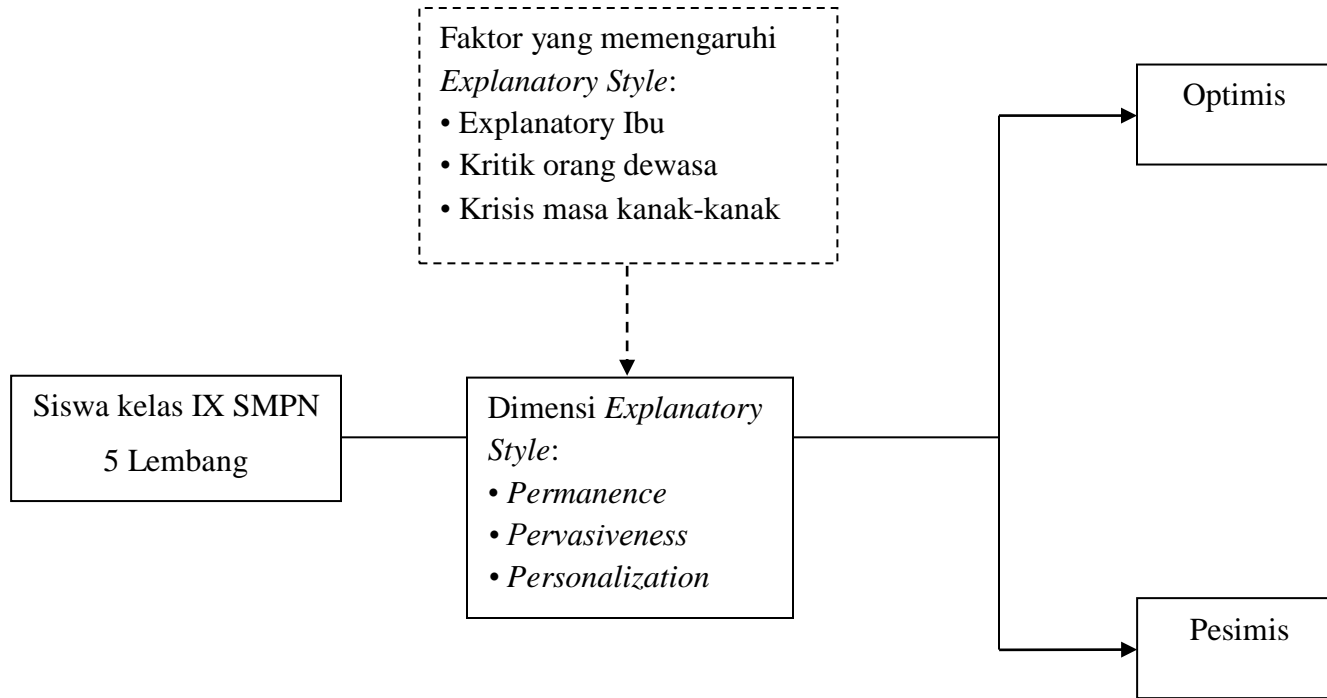 Faktor yang memengaruhi
Explanatory Style:
• Explanatory Ibu
• Kritik orang dewasa
• Krisis masa kanak-kanak
Siswa kelas IX SMPN
5 Lembang
Dimensi Explanatory
Style:
• Permanence
• Pervasiveness
• Personalization
Optimis
Pesimis